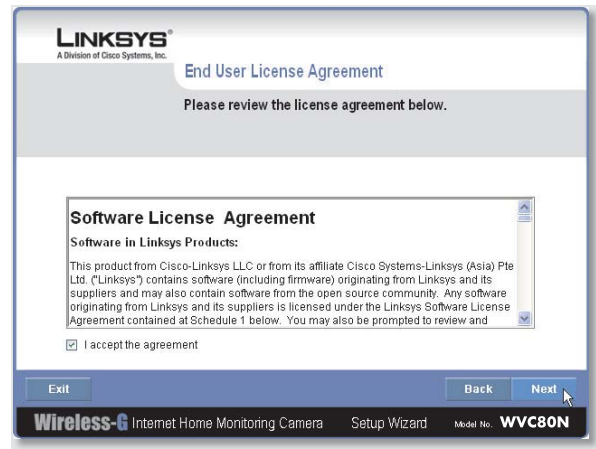 LINKSYS®
A Division of Cisco Systems, Inc.
End User License Agreement
Please review the license agreement below.
Software License Agreement
Software in Linksys Products:
This product from Cisco-Linksys LLC or from its affiliate Cisco Systems-Linksys (Asia) Pte
Ltd. ("Linksys") contains software (including firmware) originating from Linksys and its
suppliers and may also contain software from the open source community. Any software
originating from Linksys and its suppliers is licensed under the Linksys Software License
Agreement contained at Schedule 1 below. You may also be prompted to review and
I accept the agreement
Exit Back Next
Wireless-G Internet Home Monitoring Camera Setup Wizard Model No. WVC80N